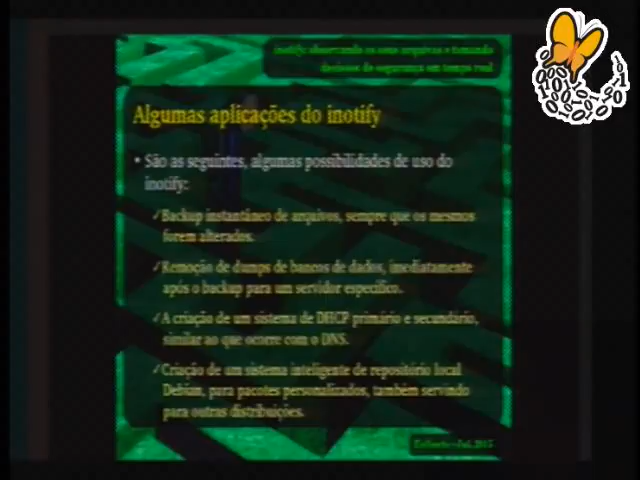 inotify: observando os seus arquivos e tomando
decisões de segurança em tempo real
Algumas aplicações do inotify
• São as seguintes, algumas possibilidades de uso do
inotify:
✓Backup instantâneo de arquivos, sempre que os mesmos
forem alterados.
✓Remoção de dumps de bancos de dados, imediatamente
após o backup para um servidor específico.
✓A criação de um sistema de DHCP primário e secundário,
similar ao que ocorre com o DNS.
✓Criação de um sistema inteligente de repositório local
Debian, para pacotes personalizados, também servindo
para outras distribuições.
Jul. 2015